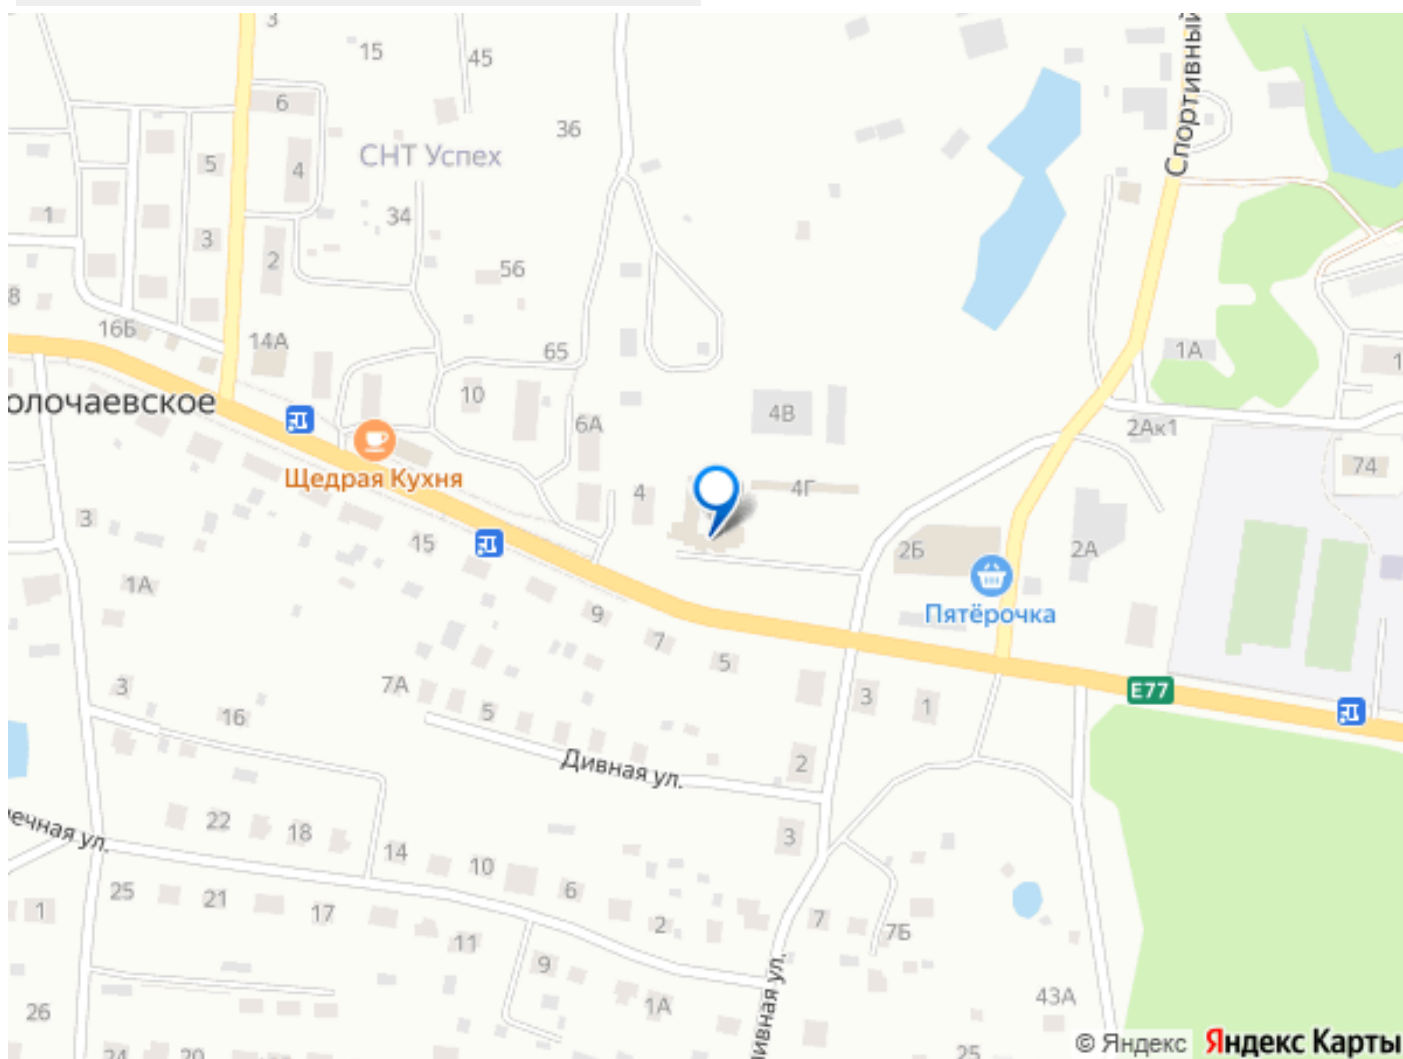 3
15
45
Спортивный
6
36
СНТ Успех
5
4
1
34
3
2
56
8
16Б
14А
65
1А
1
олочаевское
10
6А
4В
2Ак1
74
Щедрая Кухня
4
4Г
3
15
2Б
2А
1А
9
Пятёрочка
7
5
3
7А
5
16
3
1
E77
Дивная ул.
2
22
18
3
ечная ул.
14
10
6
25
21
17
2
7
7Б
1
11
9
1А
ивная ул.
43А
26
24
20
25
© Яндекс
Яндекс Карты